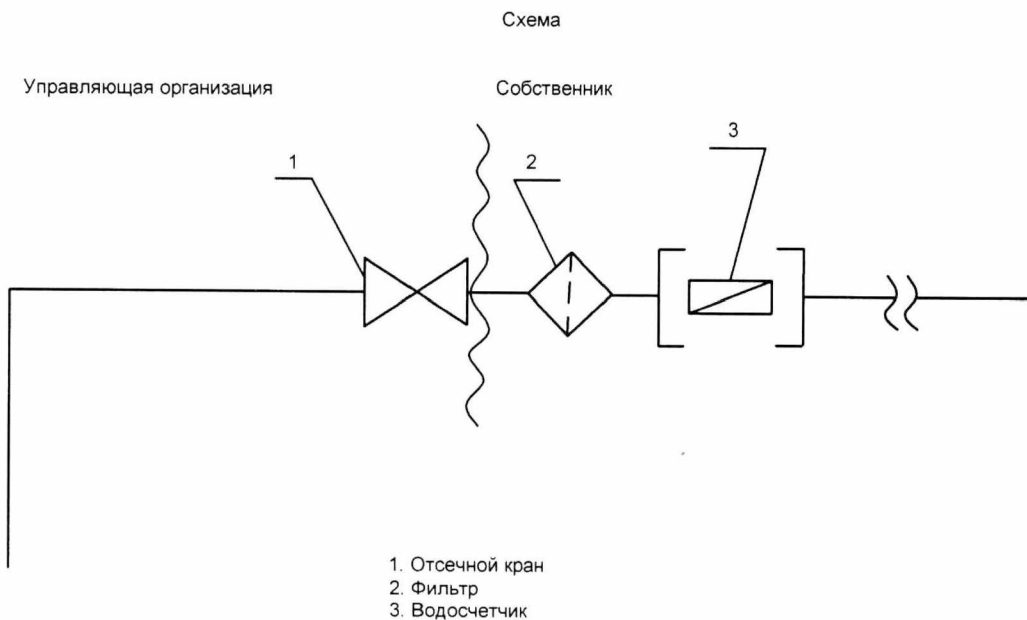 Схема
Управляющая организация
Собственник
1
2
3
1. Отсечной кран
2. Фильтр
3. Водосчетчик